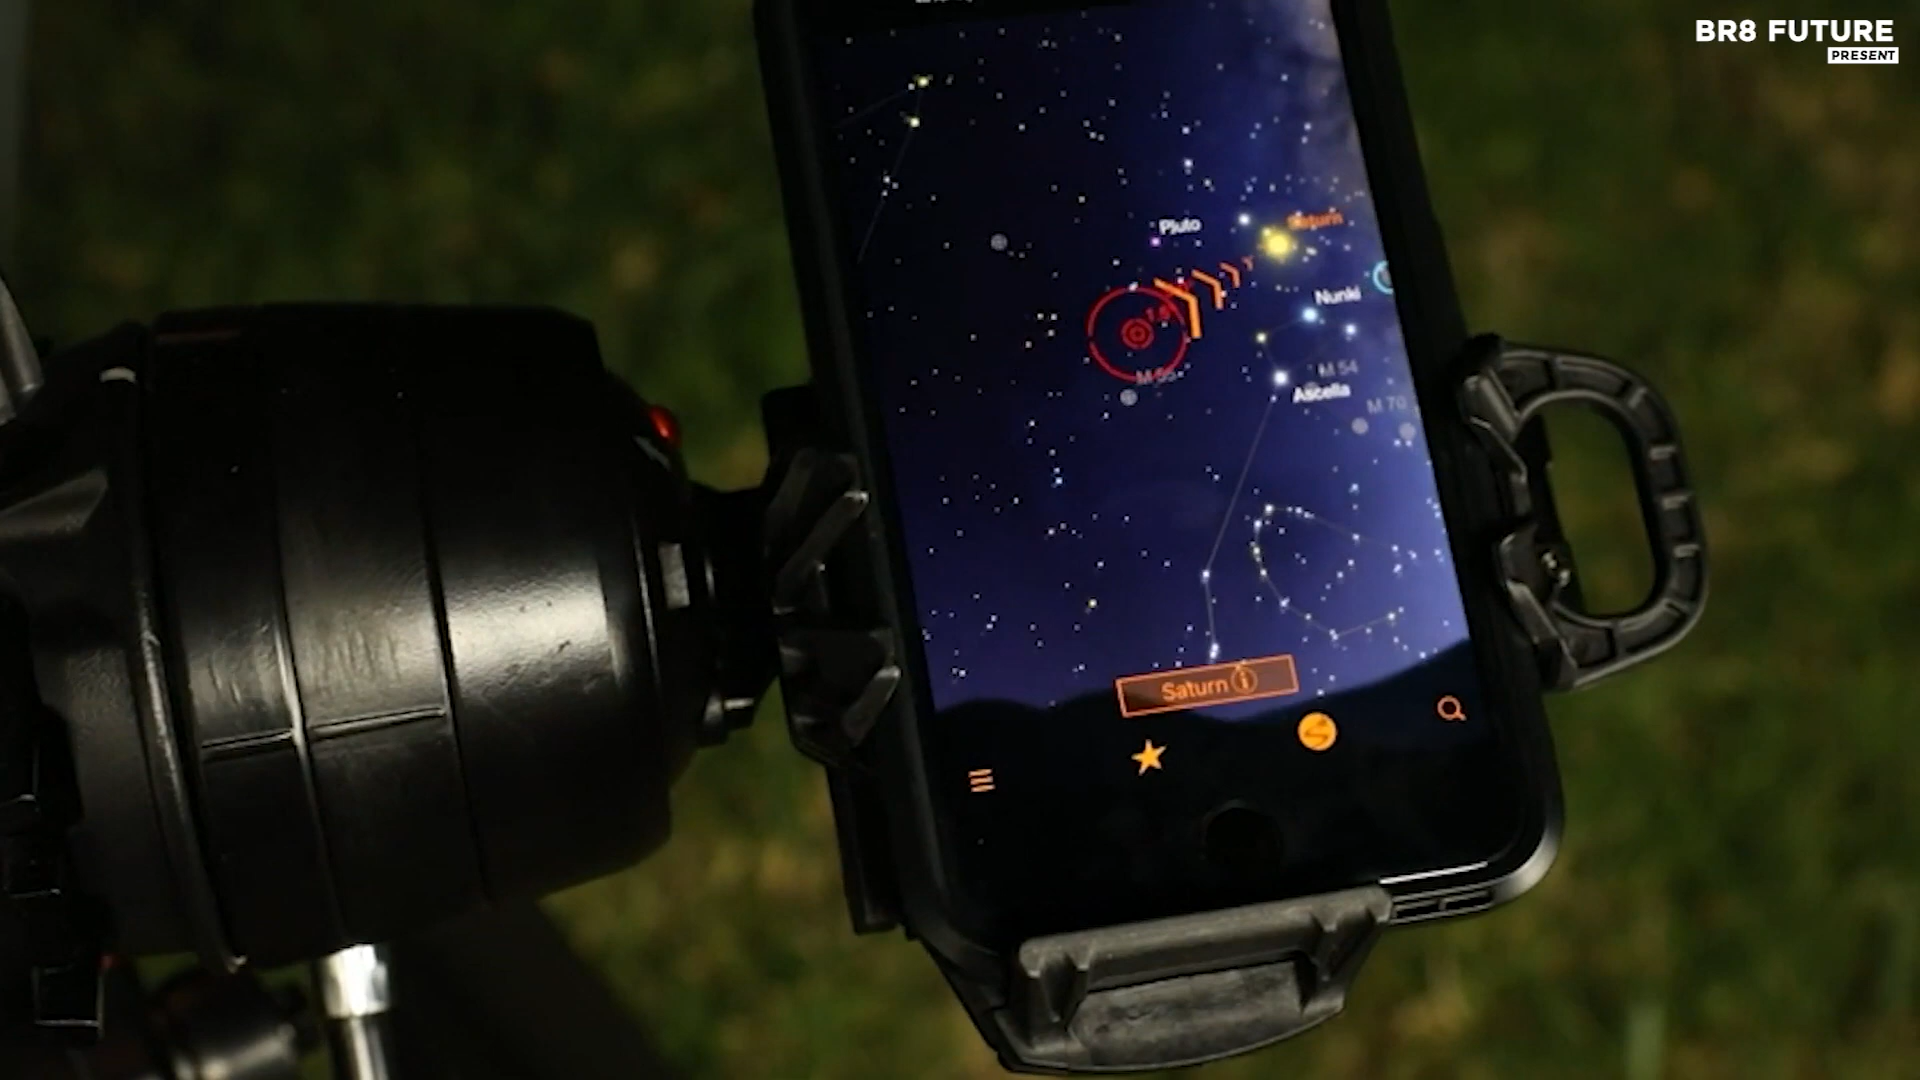 BR8 FUTURE
PRESENT
Pluto
Saturn
Nunki
M 54
Ascella
M 70
Saturn